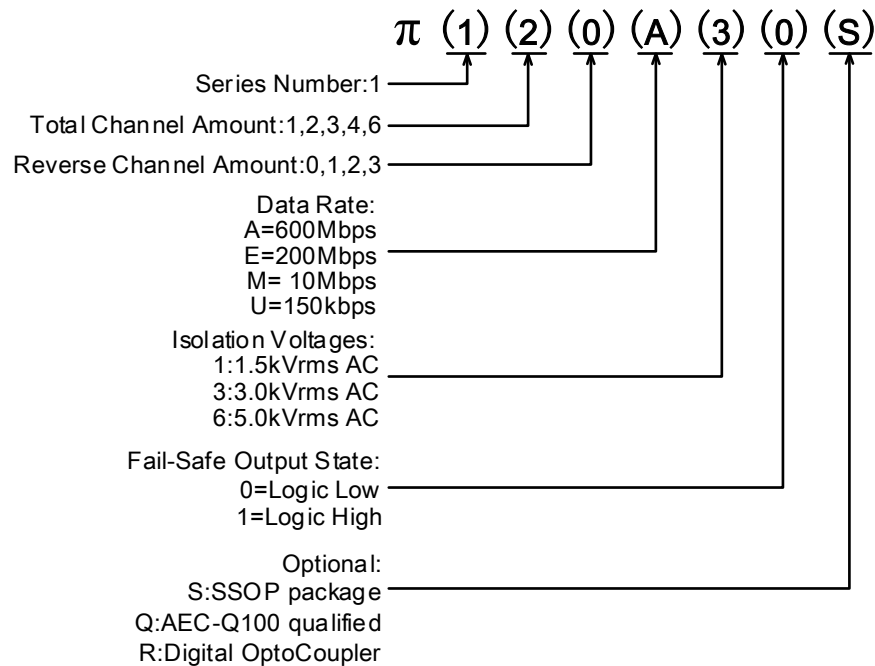 π (1) (2) (0) (A) (3) (0) (S)
Series Number:1
Total Channel Amount:1,2,3,4,6
Reverse Channel Amount:0,1,2,3
Data Rate:
A=600Mbps
E=200Mbps
M= 10Mbps
U=150kbps
Isolation Voltages:
1:1.5kVrms AC
3:3.0kVrms AC
6:5.0kVrms AC
Fail-Safe Output State:
0=Logic Low
1=Logic High
Optional:
S:SSOP package
Q:AEC-Q100 qualified
R:Digital OptoCoupler